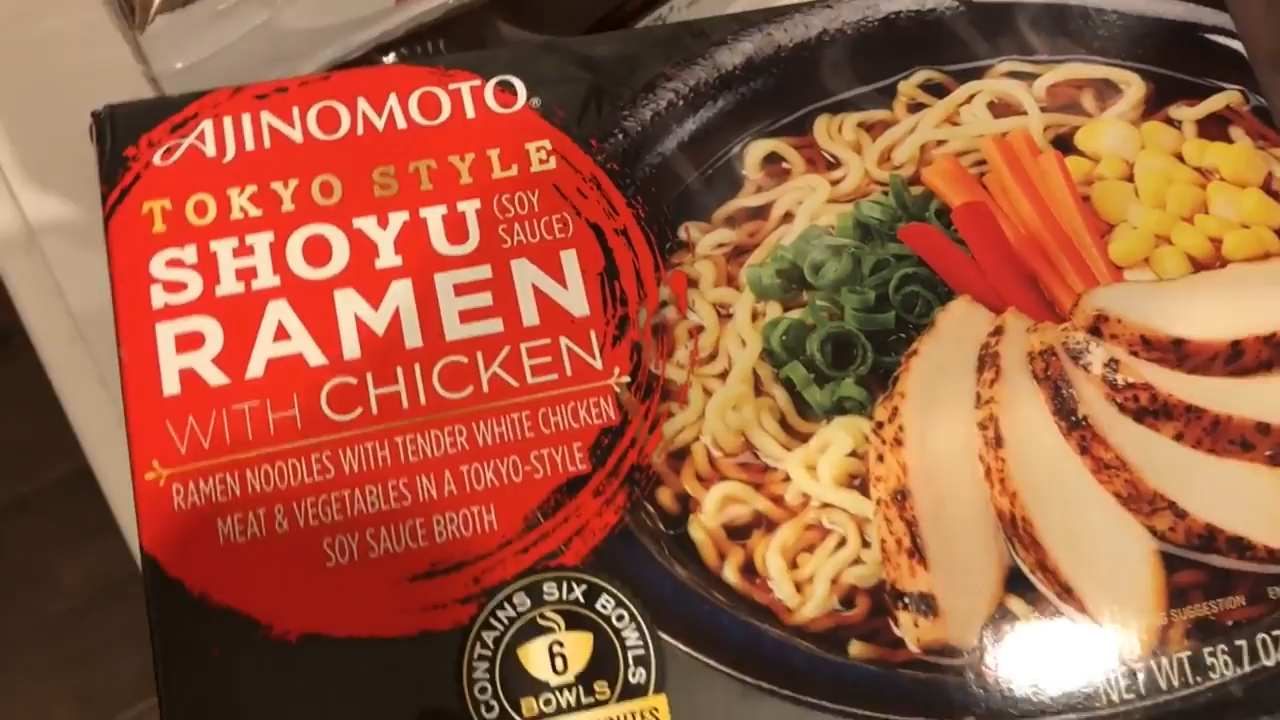 AJINOMOTO®
TOKYO STYLE
SHOYU (SOY SAUCE)
RAMEN
WITH CHICKEN
RAMEN NOODLES WITH TENDER WHITE CHICKEN
MEAT & VEGETABLES IN A TOKYO-STYLE
SOY SAUCE BROTH
CONTAINS SIX BOWLS
6
BOWLS
SUGGESTION
NET WT. 56.7 OZ